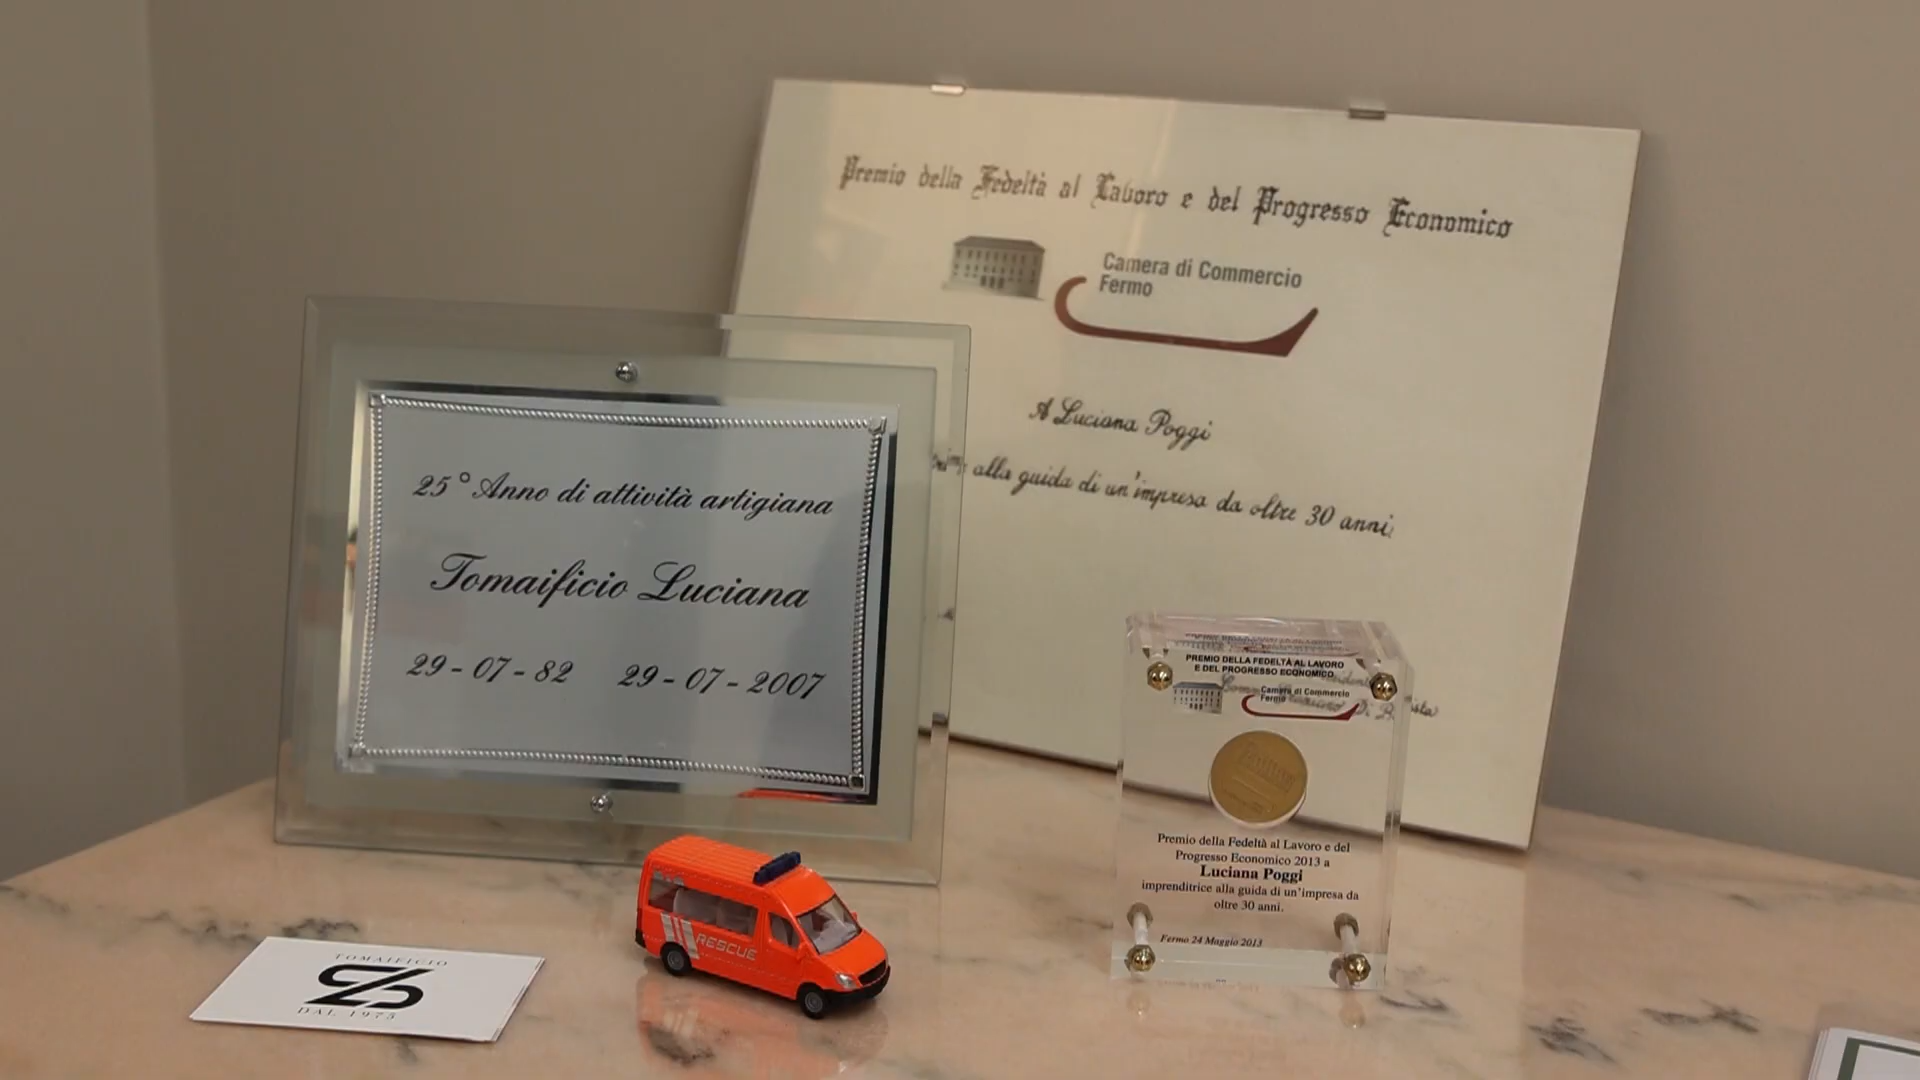 Premio della Fedeltà al Lavoro e del Progresso Economico
Camera di Commercio
Fermo
A Luciana Poggi
alla guida di un'impresa da oltre 30 anni.
25° Anno di attività artigiana
Tomaificio Luciana
29-07-82 29-07-2007
PREMIO DELLA FEDELTÀ AL LAVORO
E DEL PROGRESSO ECONOMICO
Camera di Commercio
Fermo
Premio della Fedeltà al Lavoro e del
Progresso Economico 2013 a
Luciana Poggi
imprenditrice alla guida di un'impresa da
oltre 30 anni.
Fermo 24 Maggio 2013
RESCUE
TOMAIFICIO
DAL 1975